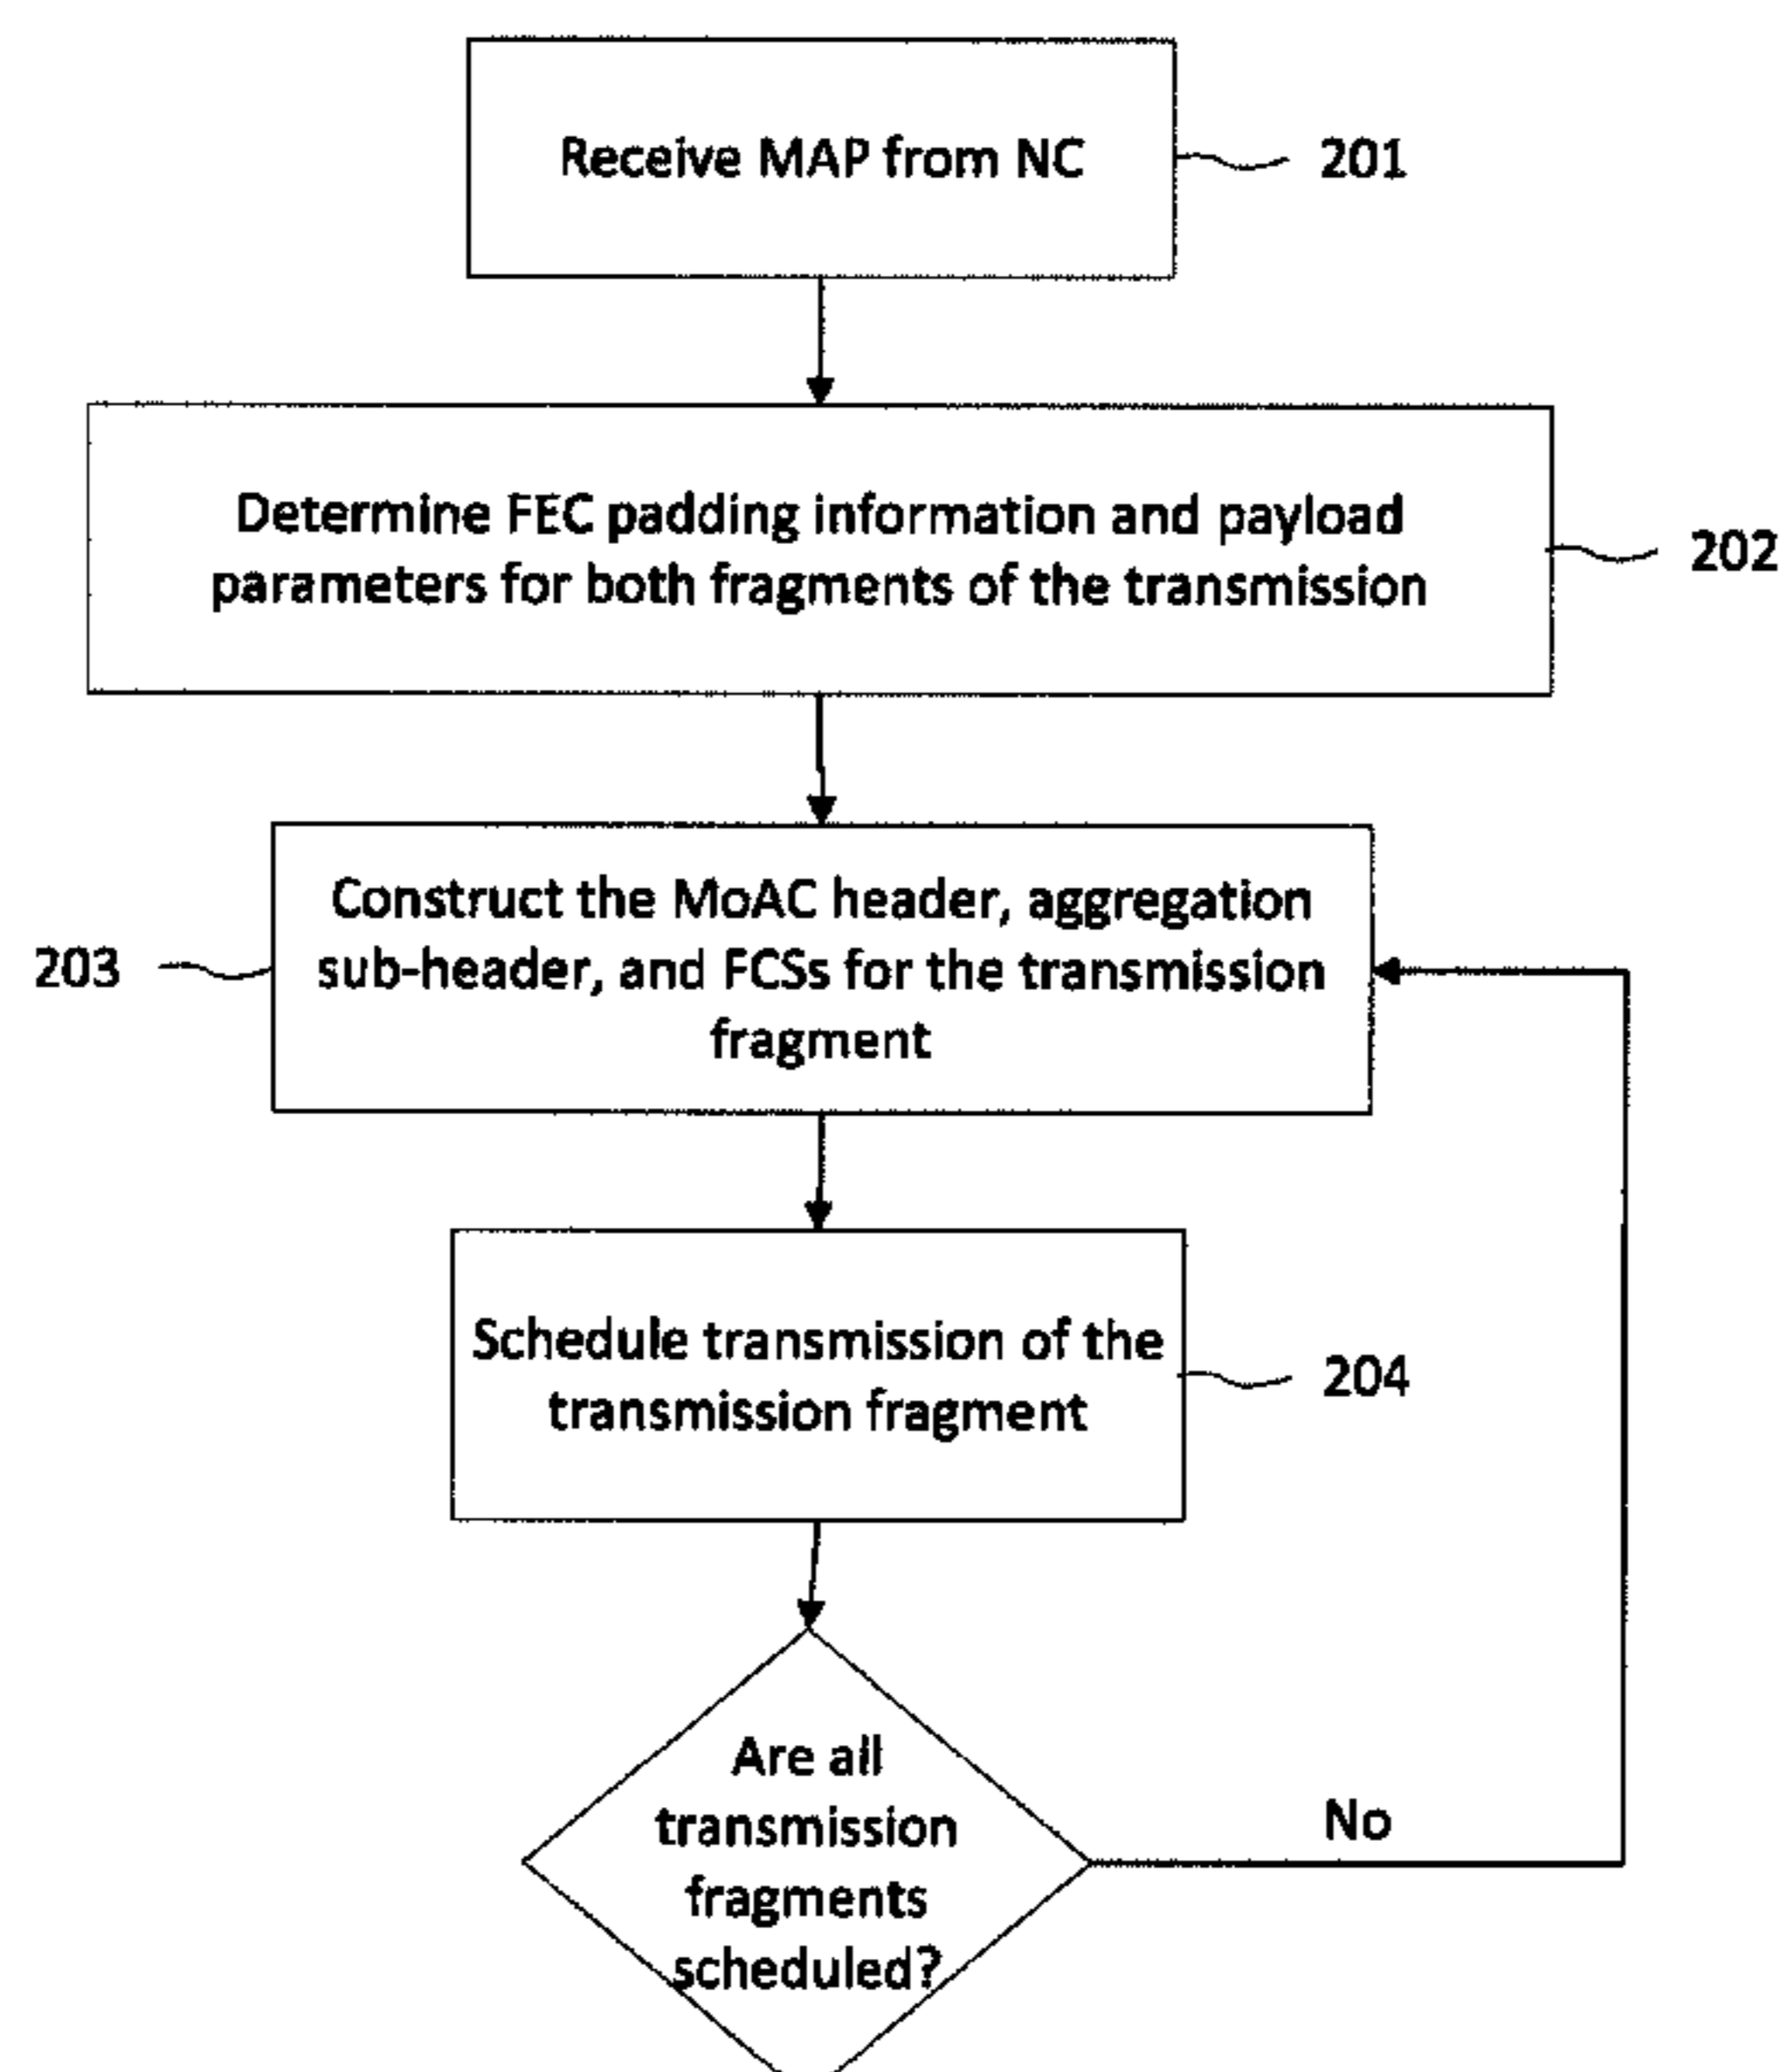 Receive MAP from NC
201
Determine FEC padding information and payload
parameters for both fragments of the transmission
202
Construct the MoAC header, aggregation
sub-header, and FCSs for the transmission
fragment
203
Schedule transmission of the
transmission fragment
204
Are all
transmission
fragments
scheduled?
No